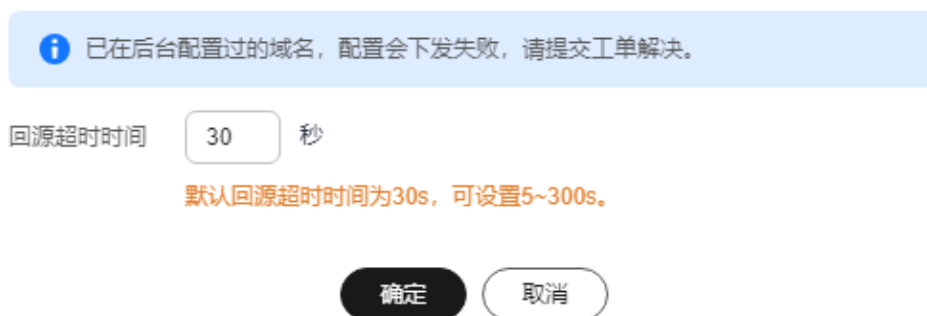 已在后台配置过的域名，配置会下发失败，请提交工单解决。
回源超时时间 30 秒
默认回源超时时间为30s，可设置5~300s。
确定 取消